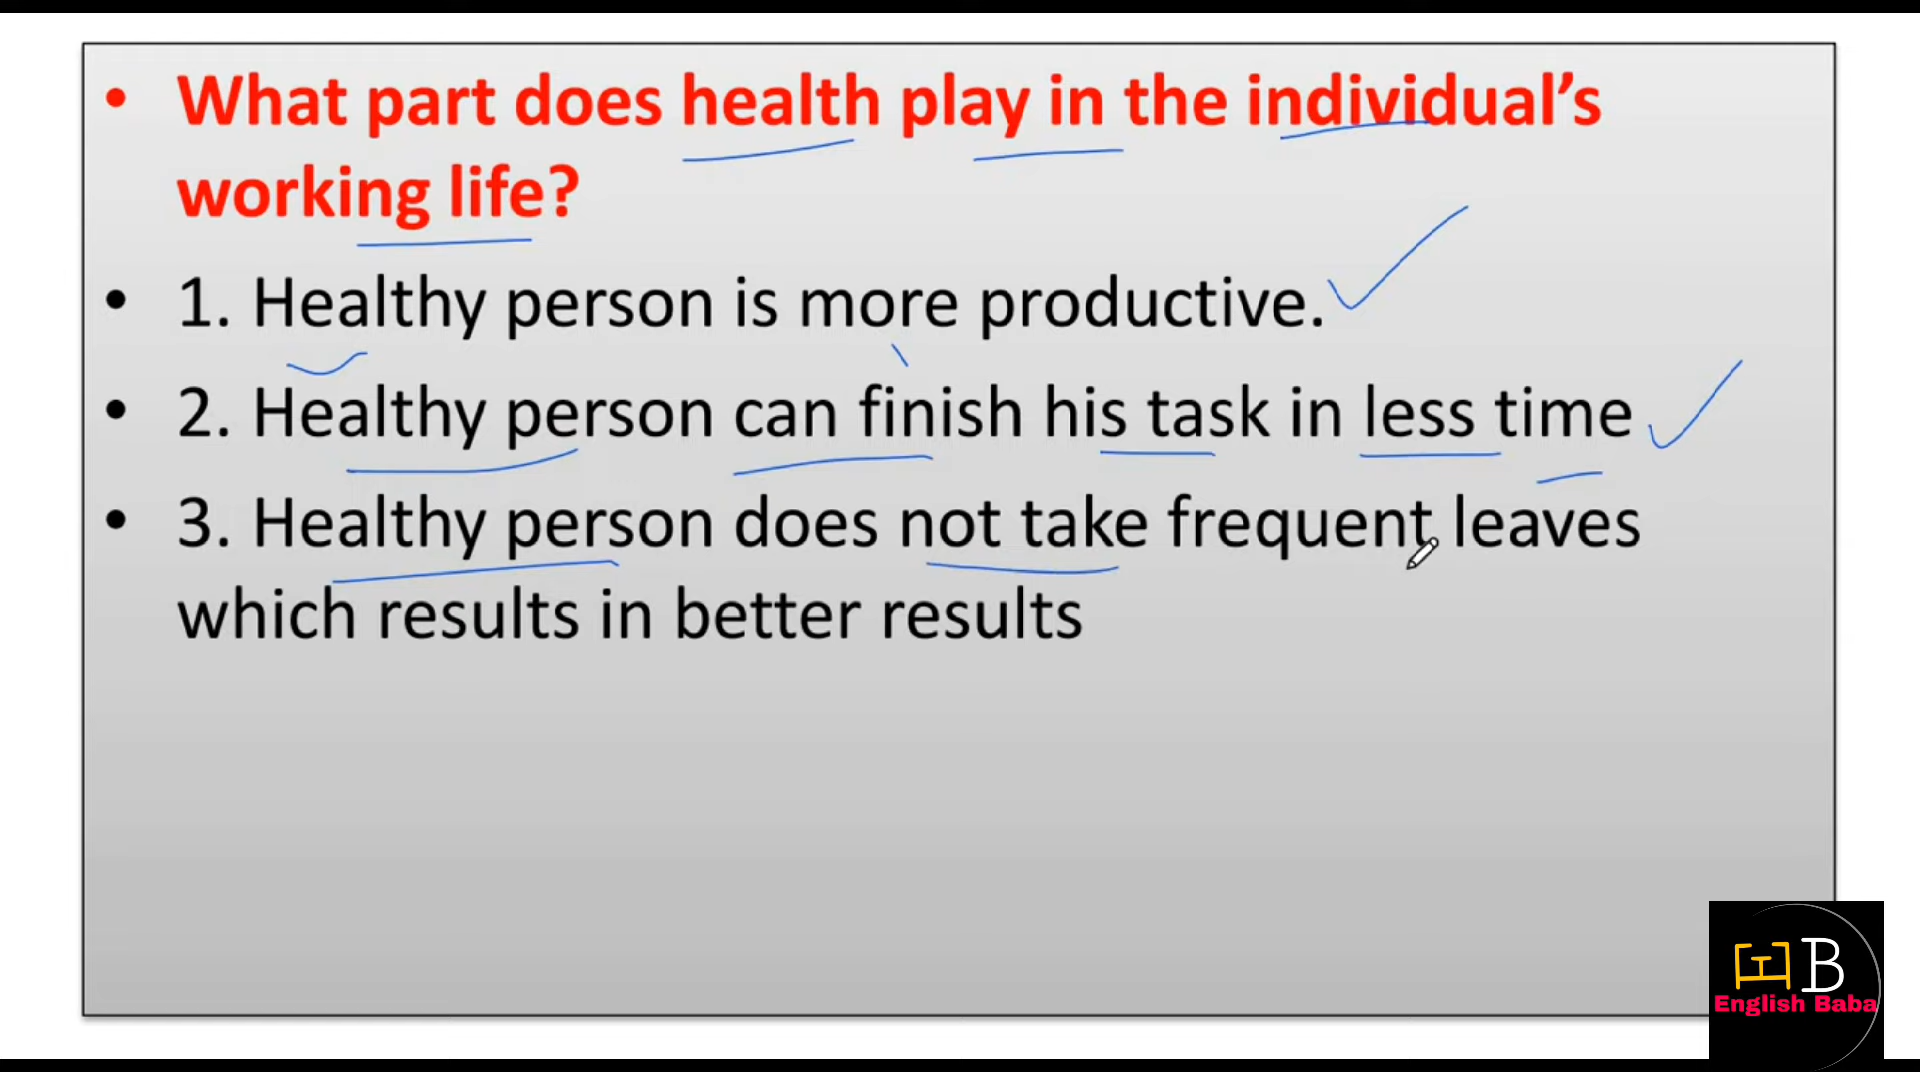 • What part does health play in the individual’s
working life?
• 1. Healthy person is more productive.
• 2. Healthy person can finish his task in less time
• 3. Healthy person does not take frequent leaves
which results in better results
EB
English Baba